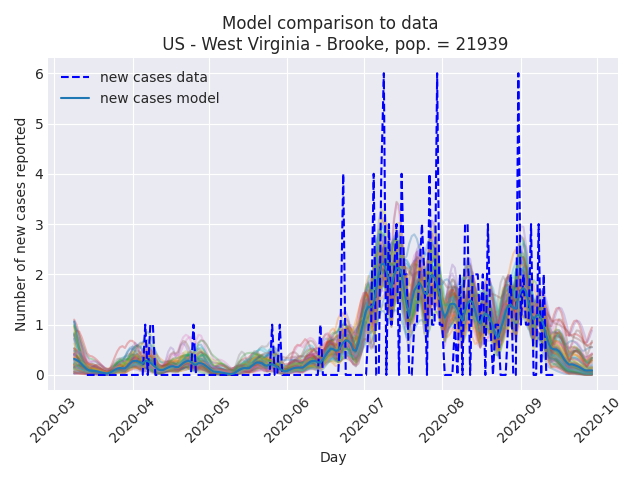 Model comparison to data
US - West Virginia - Brooke, pop. = 21939
new cases data
new cases model
Number of new cases reported
6
5
4
3
2
1
0
2020-03
2020-04
2020-05
2020-06
2020-07
2020-08
2020-09
2020-10
Day